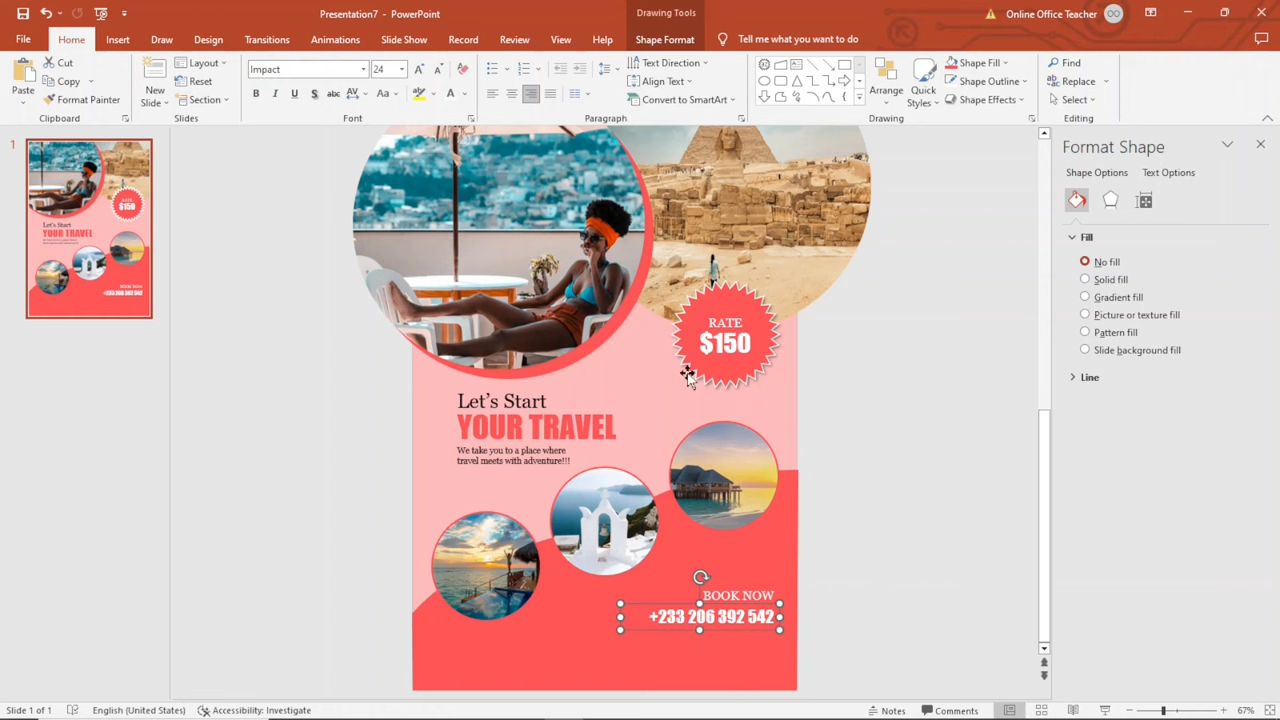 Presentation7 - PowerPoint
Drawing Tools
Online Office Teacher
OO
File
Home
Insert
Draw
Design
Transitions
Animations
Slide Show
Record
Review
View
Help
Shape Format
Tell me what you want to do
Paste
Cut
Copy
Format Painter
Clipboard
New
Slide
Layout
Reset
Section
Slides
Impact
24
Font
Text Direction
Align Text
Convert to SmartArt
Paragraph
Arrange
Quick
Styles
Shape Fill
Shape Outline
Shape Effects
Drawing
Find
Replace
Select
Editing
1
RATE
$150
Let's Start
YOUR TRAVEL
We take you to a place where
travel meets with adventure!!!
BOOK NOW
+233 206 392 542
Format Shape
Shape Options
Text Options
Fill
No fill
Solid fill
Gradient fill
Picture or texture fill
Pattern fill
Slide background fill
Line
Slide 1 of 1
English (United States)
Accessibility: Investigate
Notes
Comments
67%